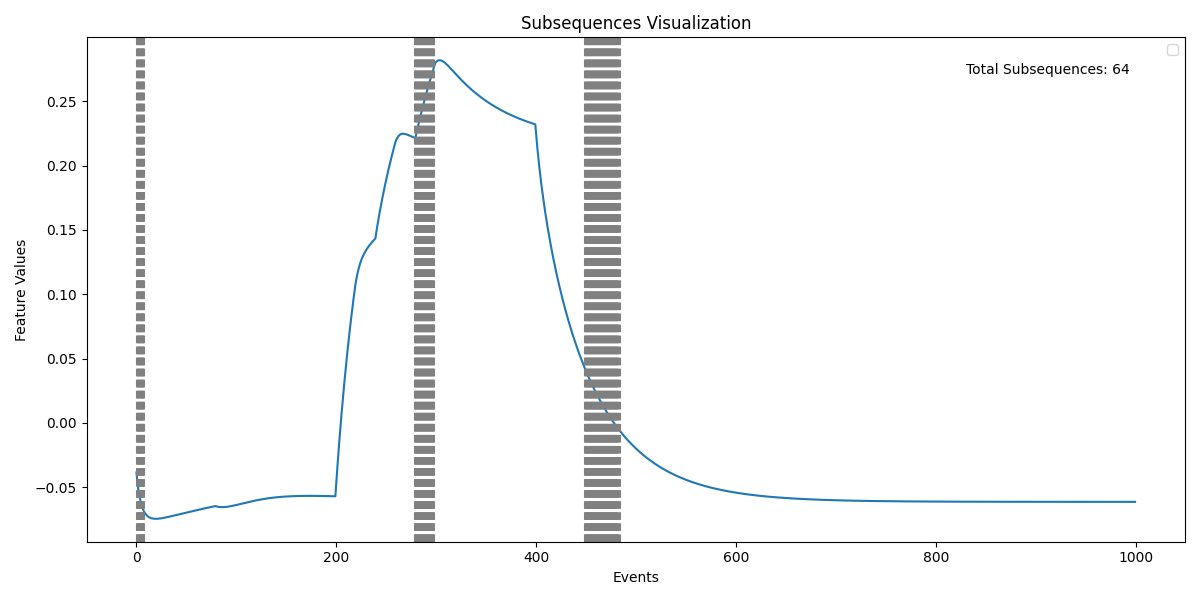 Subsequences Visualization
Total Subsequences: 64
Feature Values
0.25
0.20
0.15
0.10
0.05
0.00
−0.05
0 200 400 600 800 1000
Events